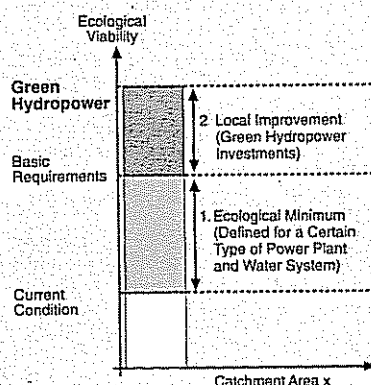 Ecological
Viability
Green
Hydropower
2. Local Improvement
(Green Hydropower
Investments)
Basic
Requirements
1. Ecological Minimum
(Defined for a Certain
Type of Power Plant
and Water System)
Current
Condition
Catchment Area x